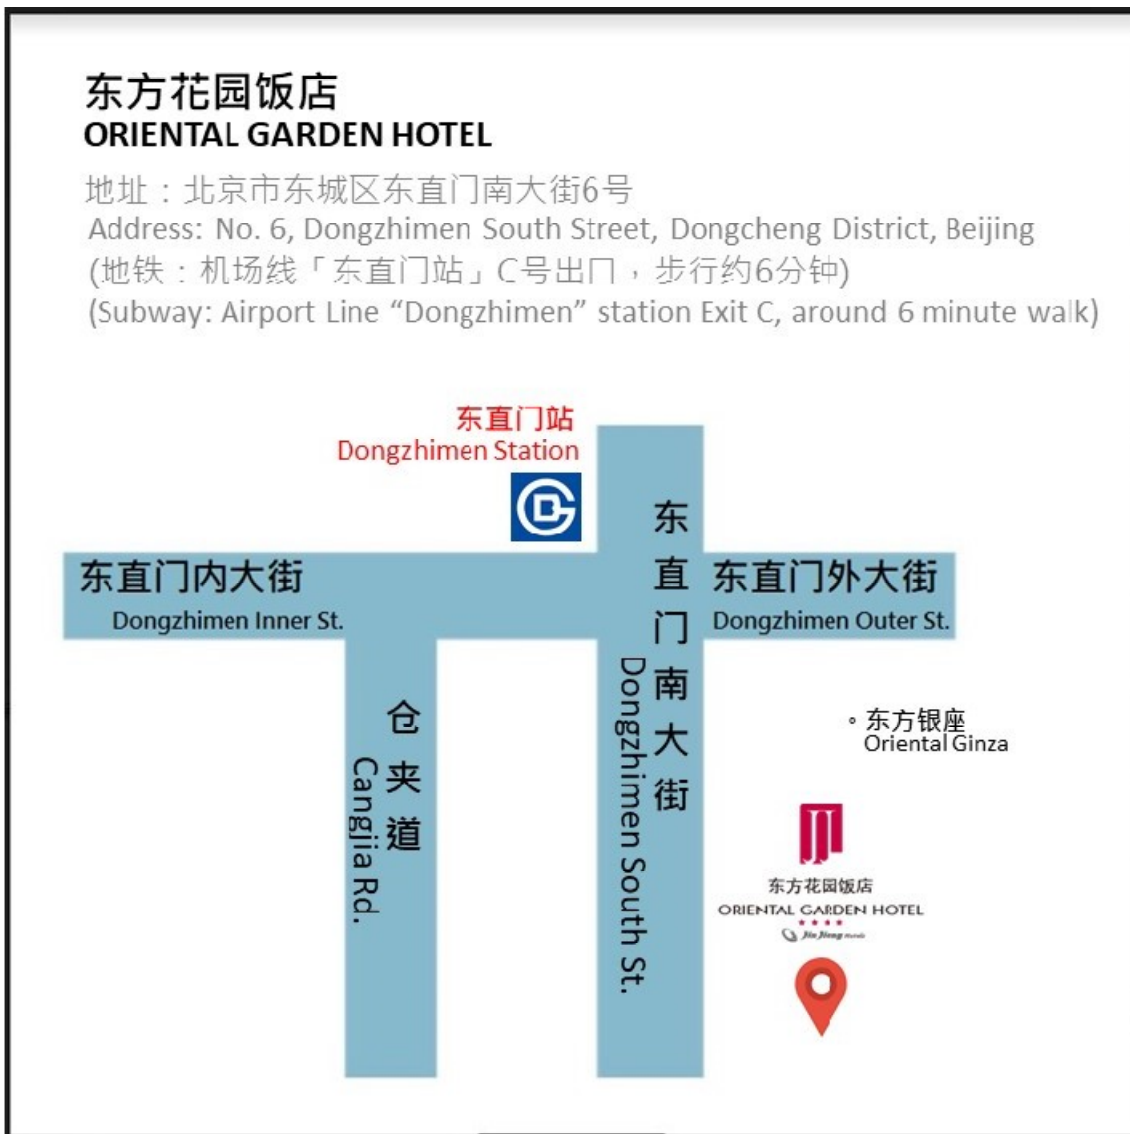 东方花园饭店
ORIENTAL GARDEN HOTEL
地址：北京市东城区东直门南大街6号
Address: No. 6, Dongzhimen South Street, Dongcheng District, Beijing
(地铁：机场线「东直门站」C号出口，步行约6分钟)
(Subway: Airport Line “Dongzhimen” station Exit C, around 6 minute walk)
东直门站
Dongzhimen Station
东直门内大街
Dongzhimen Inner St.
东直门南大街
Dongzhimen South St.
东直门外大街
Dongzhimen Outer St.
仓夹道
Cangjia Rd.
东方银座
Oriental Ginza
东方花园饭店
ORIENTAL GARDEN HOTEL
Jin Jiang